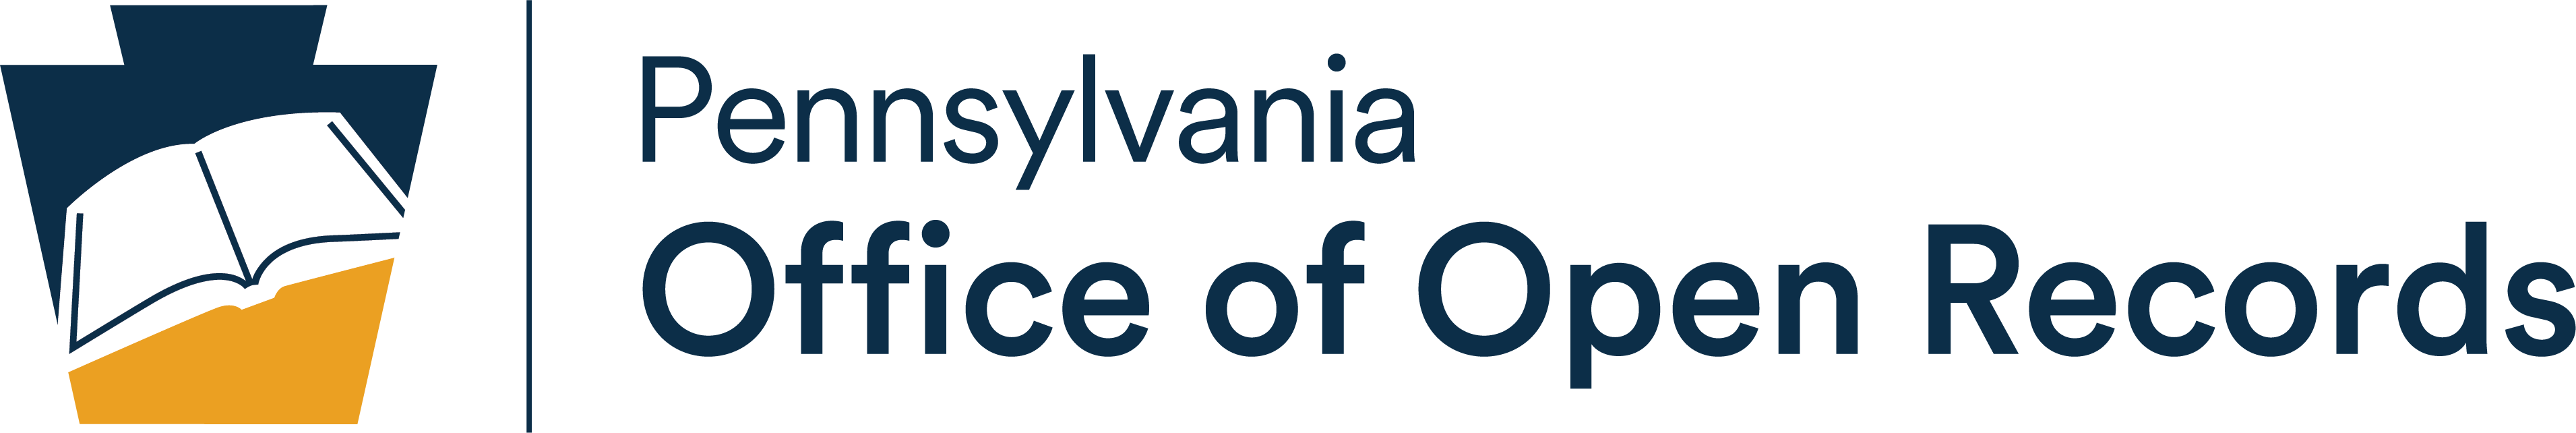 Pennsylvania
Office of Open Records